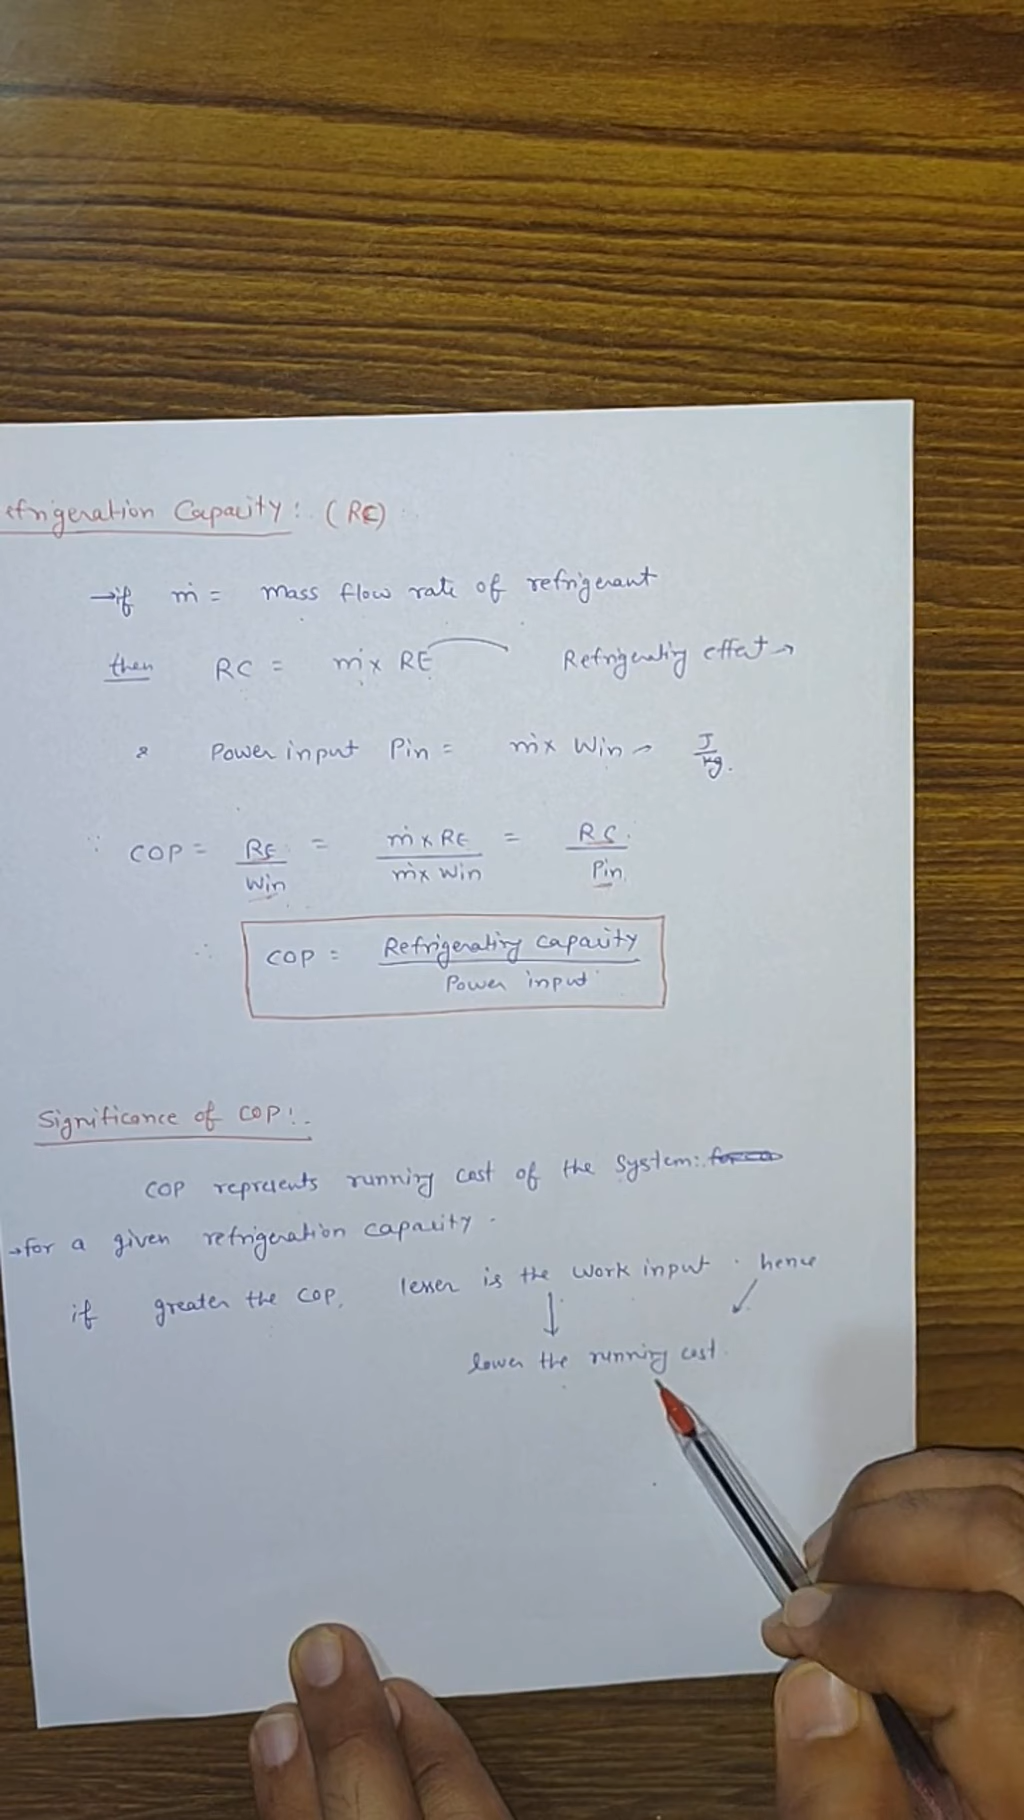 efrigeration Capacity: (RC)
→if ṁ = mass flow rate of refrigerant
then RC = ṁ x RE Refrigerating effect →
& Power input Pin = ṁx Win → J/kg.
∵ COP = RE/Win = ṁ x RE/ṁx Win = RC/Pin
∴ COP = Refrigerating capacity/Power input
Significance of COP:.
COP represents running cost of the system:
→for a given refrigeration capacity.
if greater the COP, lesser is the work input. hence
↓ ↙
lower the running cost.